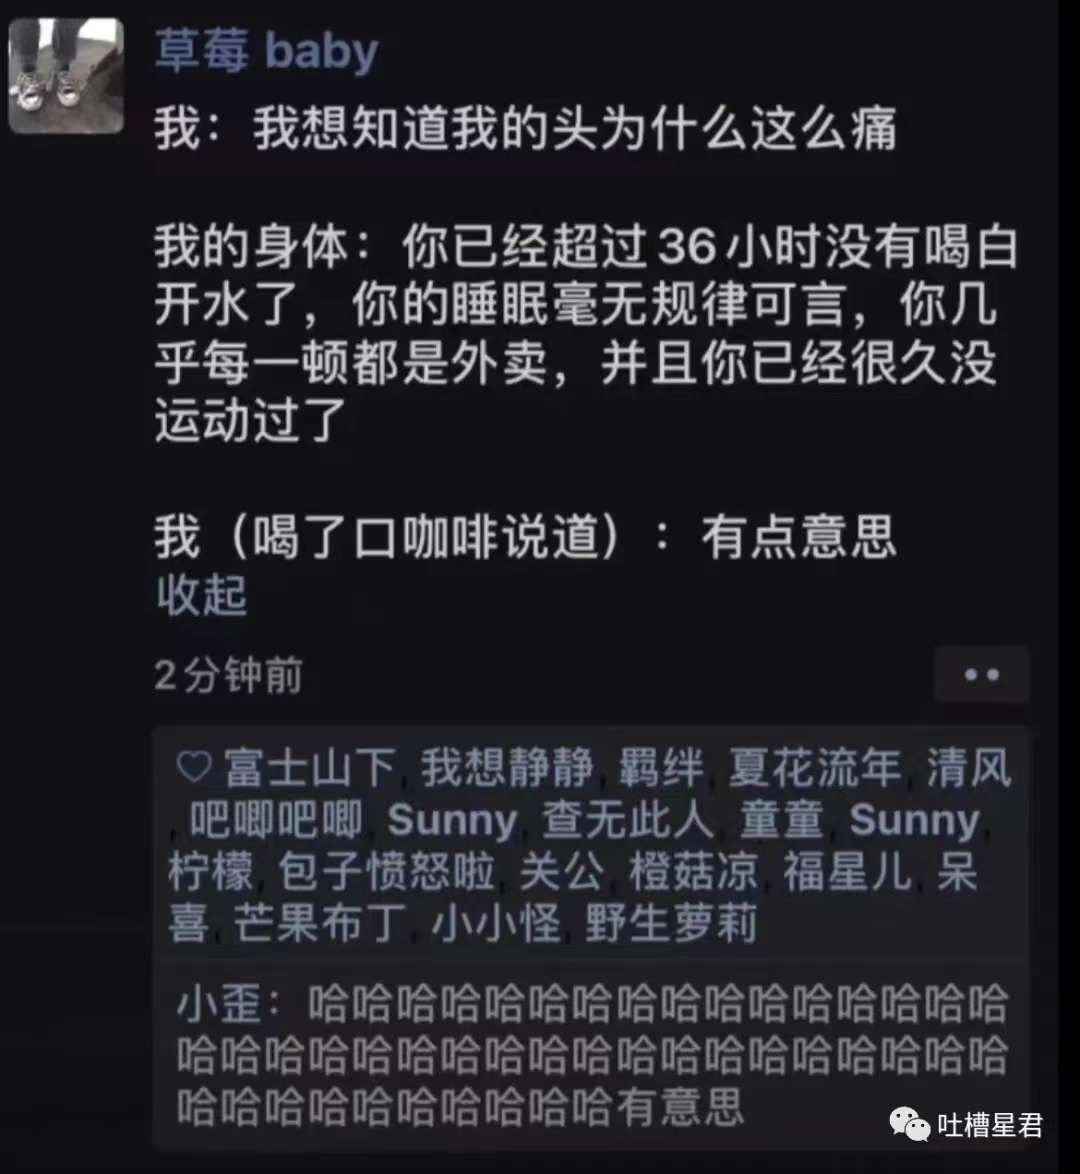 草莓 baby
我：我想知道我的头为什么这么痛
我的身体：你已经超过36小时没有喝白
开水了，你的睡眠毫无规律可言，你几
乎每一顿都是外卖，并且你已经很久没
运动过了
我（喝了口咖啡说道）：有点意思
收起
2分钟前
富士山下, 我想静静, 羁绊, 夏花流年, 清风
, 吧唧吧唧, Sunny, 查无此人, 童童, Sunny,
柠檬, 包子愤怒啦, 关公, 橙菇凉, 福星儿, 呆
喜, 芒果布丁, 小小怪, 野生萝莉
小歪：哈哈哈哈哈哈哈哈哈哈哈哈哈哈哈哈
哈哈哈哈哈哈哈哈哈哈哈哈哈哈哈哈哈哈哈
哈哈哈哈哈哈哈哈哈哈有意思
吐槽星君